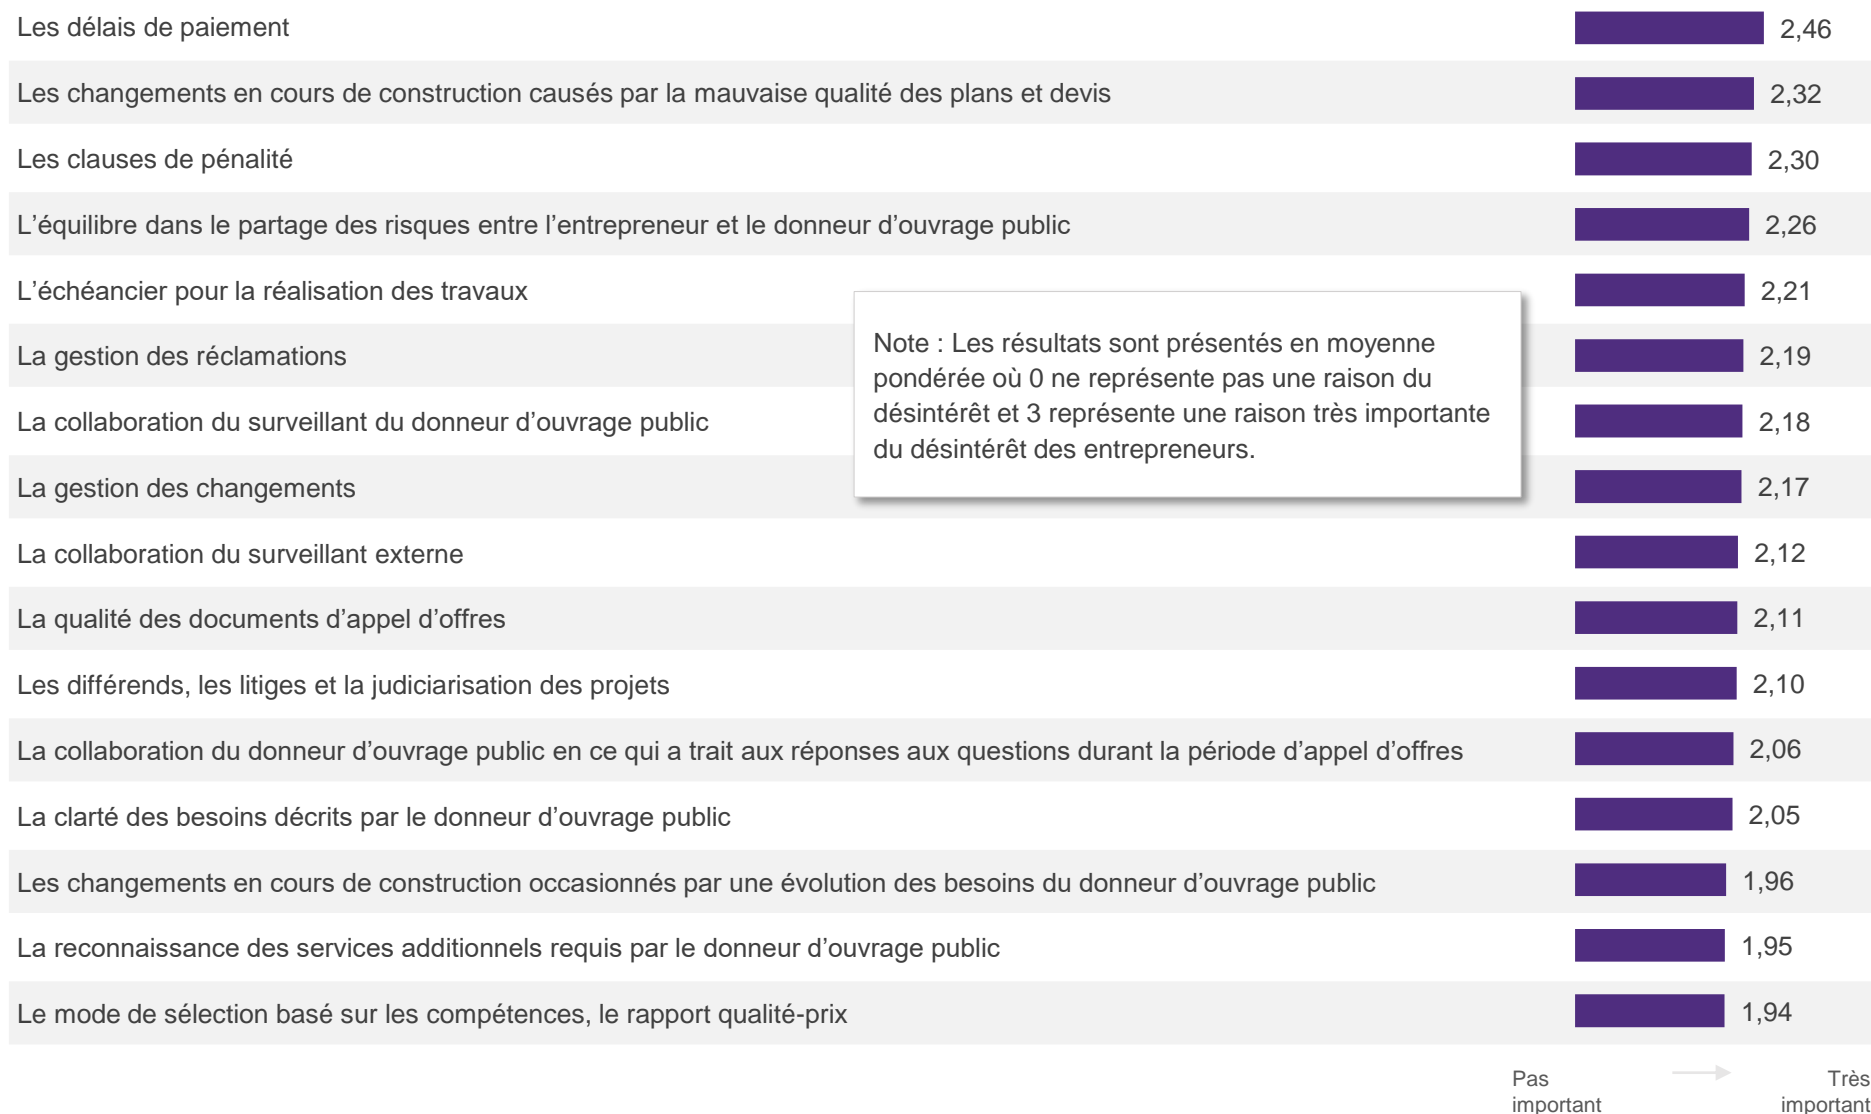 Les délais de paiement 2,46
Les changements en cours de construction causés par la mauvaise qualité des plans et devis 2,32
Les clauses de pénalité 2,30
L’équilibre dans le partage des risques entre l’entrepreneur et le donneur d’ouvrage public 2,26
L’échéancier pour la réalisation des travaux 2,21
La gestion des réclamations 2,19
La collaboration du surveillant du donneur d’ouvrage public 2,18
La gestion des changements 2,17
Note : Les résultats sont présentés en moyenne
pondérée où 0 ne représente pas une raison du
désintérêt et 3 représente une raison très importante
du désintérêt des entrepreneurs.
La collaboration du surveillant externe 2,12
La qualité des documents d’appel d’offres 2,11
Les différends, les litiges et la judiciarisation des projets 2,10
La collaboration du donneur d’ouvrage public en ce qui a trait aux réponses aux questions durant la période d’appel d’offres 2,06
La clarté des besoins décrits par le donneur d’ouvrage public 2,05
Les changements en cours de construction occasionnés par une évolution des besoins du donneur d’ouvrage public 1,96
La reconnaissance des services additionnels requis par le donneur d’ouvrage public 1,95
Le mode de sélection basé sur les compétences, le rapport qualité-prix 1,94
Pas
important
Très
important